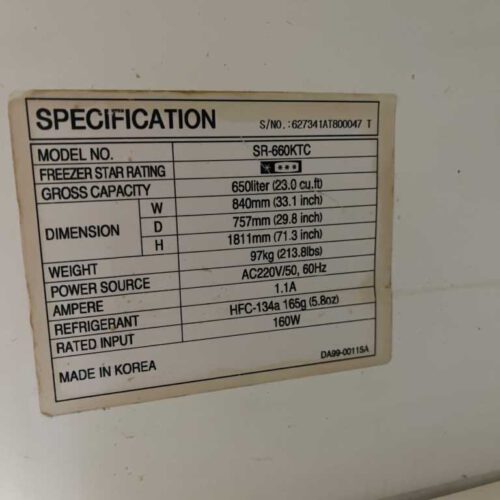 SPECIFICATION S/NO. :627341AT800047 T
MODEL NO. SR-660KTC
FREEZER STAR RATING
GROSS CAPACITY 650liter (23.0 cu.ft)
DIMENSION W 840mm (33.1 inch)
D 757mm (29.8 inch)
H 1811mm (71.3 inch)
WEIGHT 97kg (213.8lbs)
POWER SOURCE AC220V/50, 60Hz
AMPERE 1.1A
REFRIGERANT HFC-134a 165g (5.8oz)
RATED INPUT 160W
MADE IN KOREA DA99-00115A